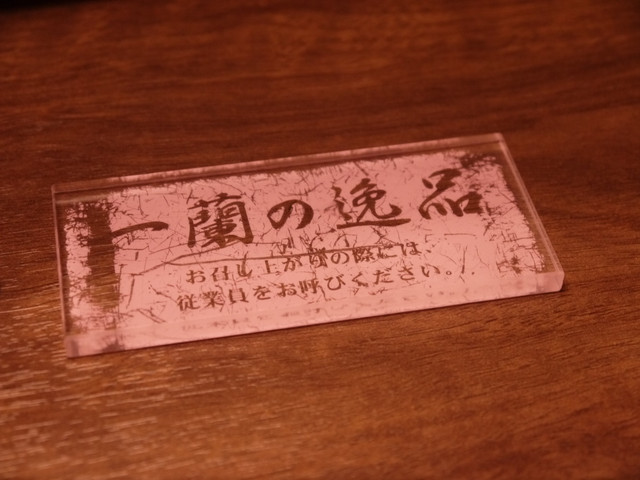 一蘭の逸品
お召し上がりの際には
従業員をお呼びください。